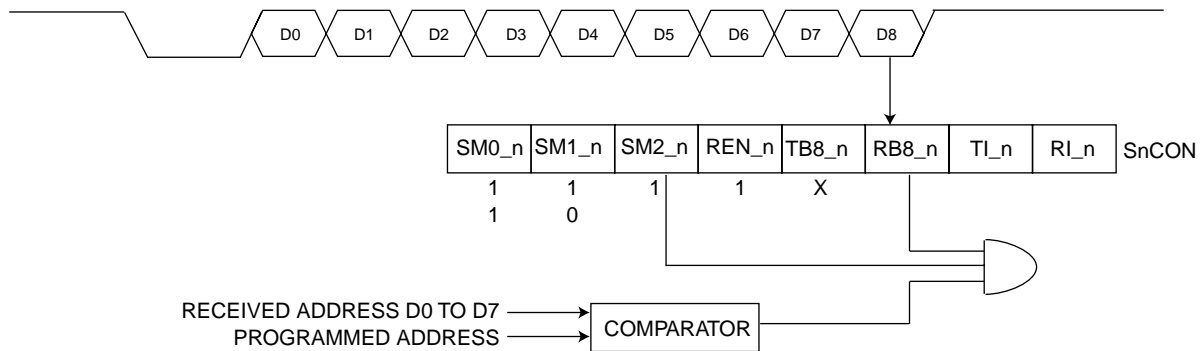 D0 D1 D2 D3 D4 D5 D6 D7 D8
SM0_n SM1_n SM2_n REN_n TB8_n RB8_n TI_n RI_n SnCON
1 1 1 1 X
1 0
RECEIVED ADDRESS D0 TO D7
PROGRAMMED ADDRESS
COMPARATOR